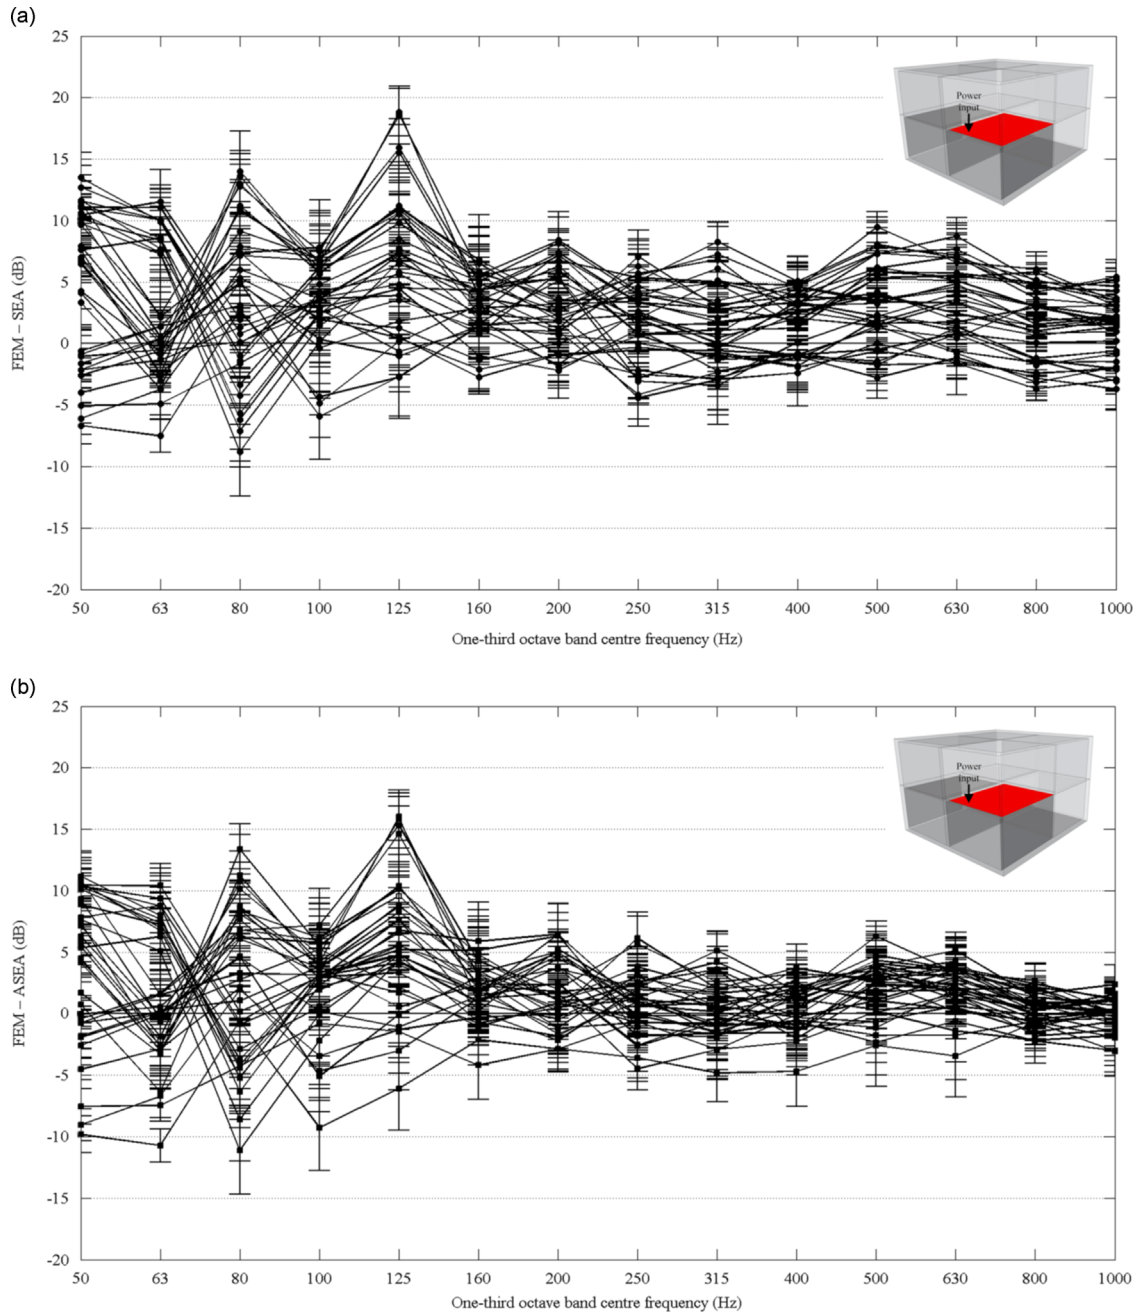 (a)
25
20
15
10
5
0
-5
-10
-15
-20
FEM – SEA (dB)
Power
input
50 63 80 100 125 160 200 250 315 400 500 630 800 1000
One-third octave band centre frequency (Hz)
(b)
25
20
15
10
5
0
-5
-10
-15
-20
FEM – ASEA (dB)
Power
input
50 63 80 100 125 160 200 250 315 400 500 630 800 1000
One-third octave band centre frequency (Hz)